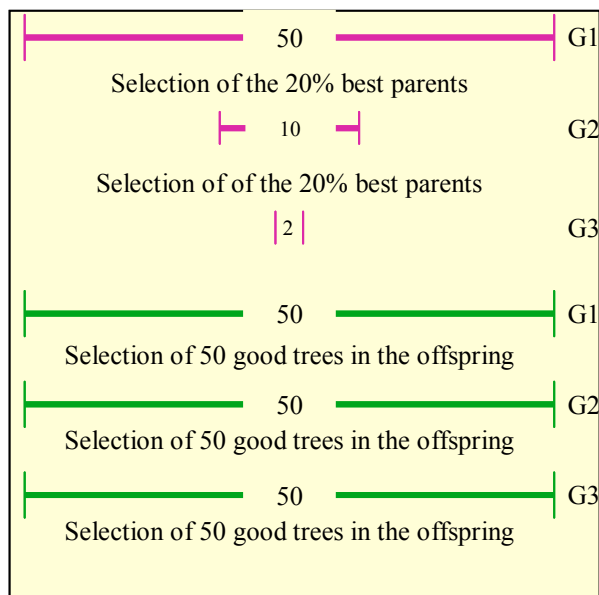 50 G1
Selection of the 20% best parents
10 G2
Selection of of the 20% best parents
2 G3
50 G1
Selection of 50 good trees in the offspring
50 G2
Selection of 50 good trees in the offspring
50 G3
Selection of 50 good trees in the offspring